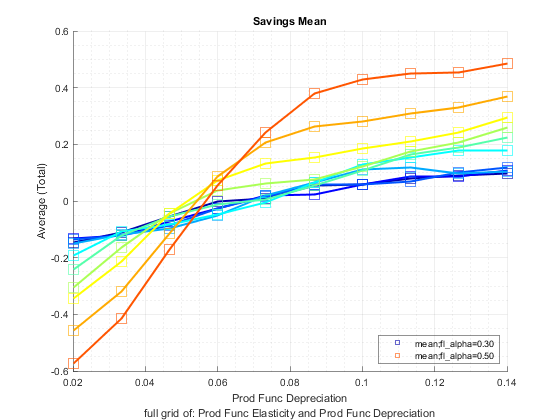 Savings Mean
0.6
0.4
0.2
0
-0.2
-0.4
-0.6
Average (Total)
0.02
0.04
0.06
0.08
0.1
0.12
0.14
mean;fl_alpha=0.30
mean;fl_alpha=0.50
Prod Func Depreciation
full grid of: Prod Func Elasticity and Prod Func Depreciation